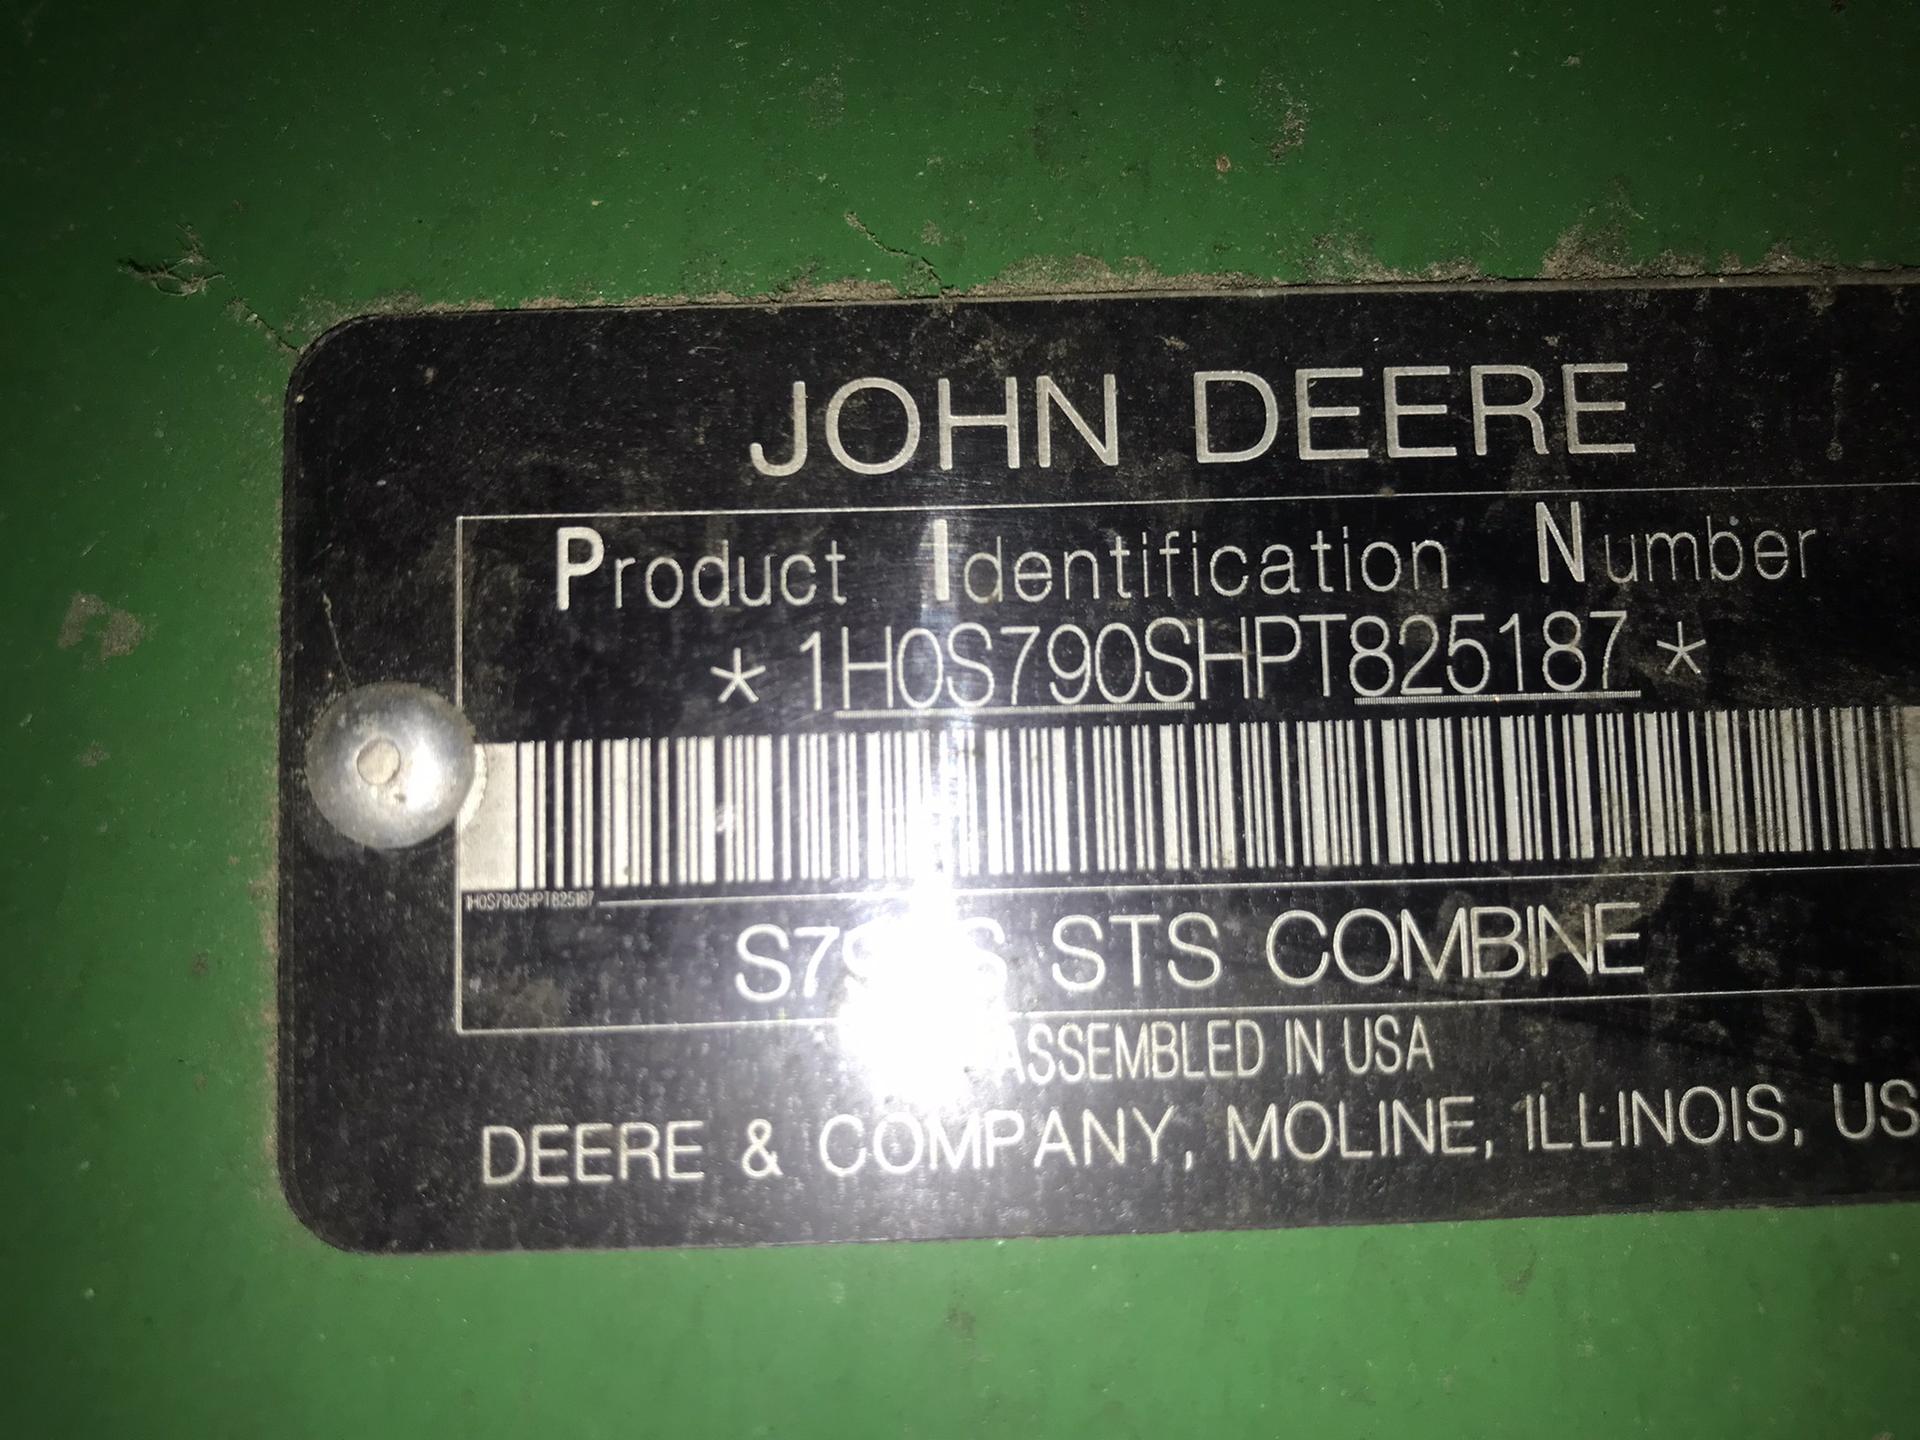 JOHN DEERE
Product Identification Number
*1H0S790SHPT825187*
1H0S790SHPT825187
STS COMBINE
ASSEMBLED IN USA
DEERE & COMPANY, MOLINE, ILLINOIS, US